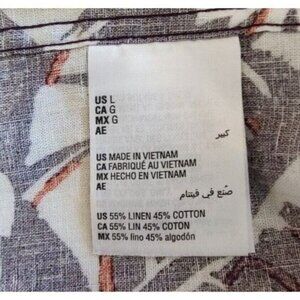 US L
CA G
MX G
AE
كبير
US MADE IN VIETNAM
CA FABRIQUÉ AU VIETNAM
MX HECHO EN VIETNAM
AE
صنع في فيتنام
US 55% LINEN 45% COTTON
CA 55% LIN 45% COTON
MX 55% lino 45% algodón